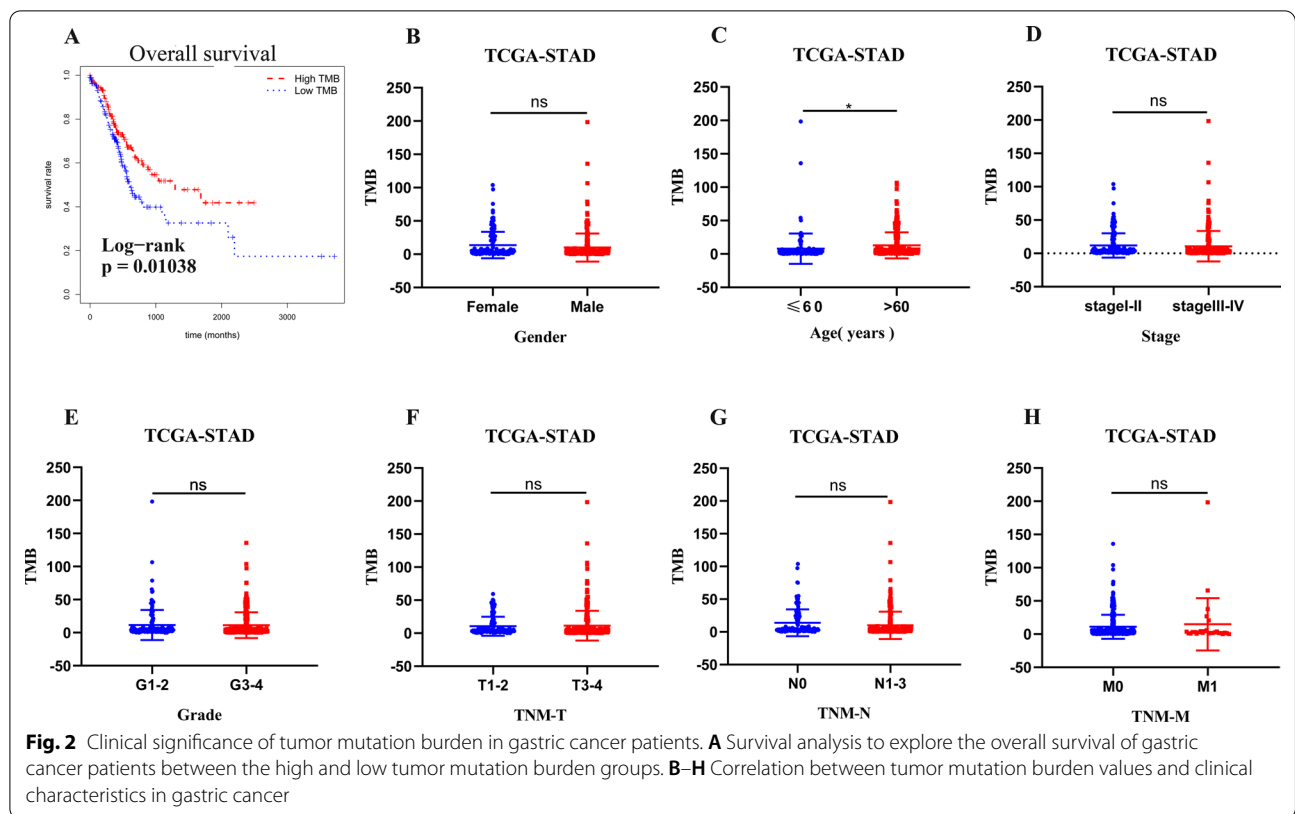 A
Overall survival
High TMB
Low TMB
1.0
0.8
0.6
0.4
0.2
0.0
survival rate
Log-rank
p = 0.01038
0 1000 2000 3000
time (months)
B
TCGA-STAD
ns
250
200
150
100
50
0
-50
TMB
Female Male
Gender
C
TCGA-STAD
*
250
200
150
100
50
0
-50
TMB
≤60 >60
Age( years )
D
TCGA-STAD
ns
250
200
150
100
50
0
-50
TMB
stageI-II stageIII-IV
Stage
E
TCGA-STAD
ns
250
200
150
100
50
0
-50
TMB
G1-2 G3-4
Grade
F
TCGA-STAD
ns
250
200
150
100
50
0
-50
TMB
T1-2 T3-4
TNM-T
G
TCGA-STAD
ns
250
200
150
100
50
0
-50
TMB
N0 N1-3
TNM-N
H
TCGA-STAD
ns
250
200
150
100
50
0
-50
TMB
M0 M1
TNM-M
Fig. 2 Clinical significance of tumor mutation burden in gastric cancer patients. A Survival analysis to explore the overall survival of gastric
cancer patients between the high and low tumor mutation burden groups. B–H Correlation between tumor mutation burden values and clinical
characteristics in gastric cancer